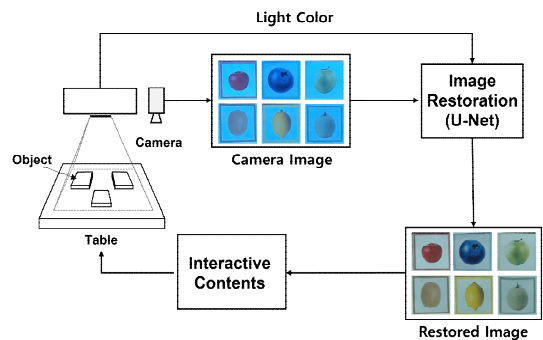 Light Color
Image
Restoration
(U-Net)
Camera
Camera Image
Object
Table
Interactive
Contents
Restored Image